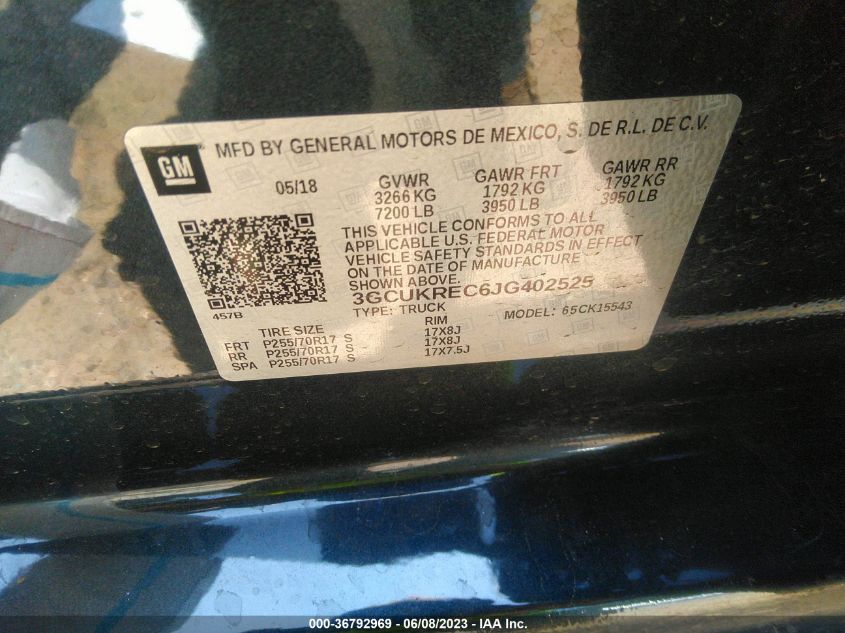 GM
MFD BY GENERAL MOTORS DE MEXICO, S. DE R.L. DE C.V.
05/18 GVWR GAWR FRT GAWR RR
3266 KG 1792 KG 1792 KG
7200 LB 3950 LB 3950 LB
THIS VEHICLE CONFORMS TO ALL
APPLICABLE U.S. FEDERAL MOTOR
VEHICLE SAFETY STANDARDS IN EFFECT
ON THE DATE OF MANUFACTURE
SHOWN ABOVE.
3GCUKREC6JG402525
TYPE: TRUCK MODEL: 65CK15543
457B
TIRE SIZE RIM
FRT P255/70R17 S 17X8J
RR P255/70R17 S 17X8J
SPA P255/70R17 S 17X7.5J
000-36792969 - 06/08/2023 - IAA Inc.